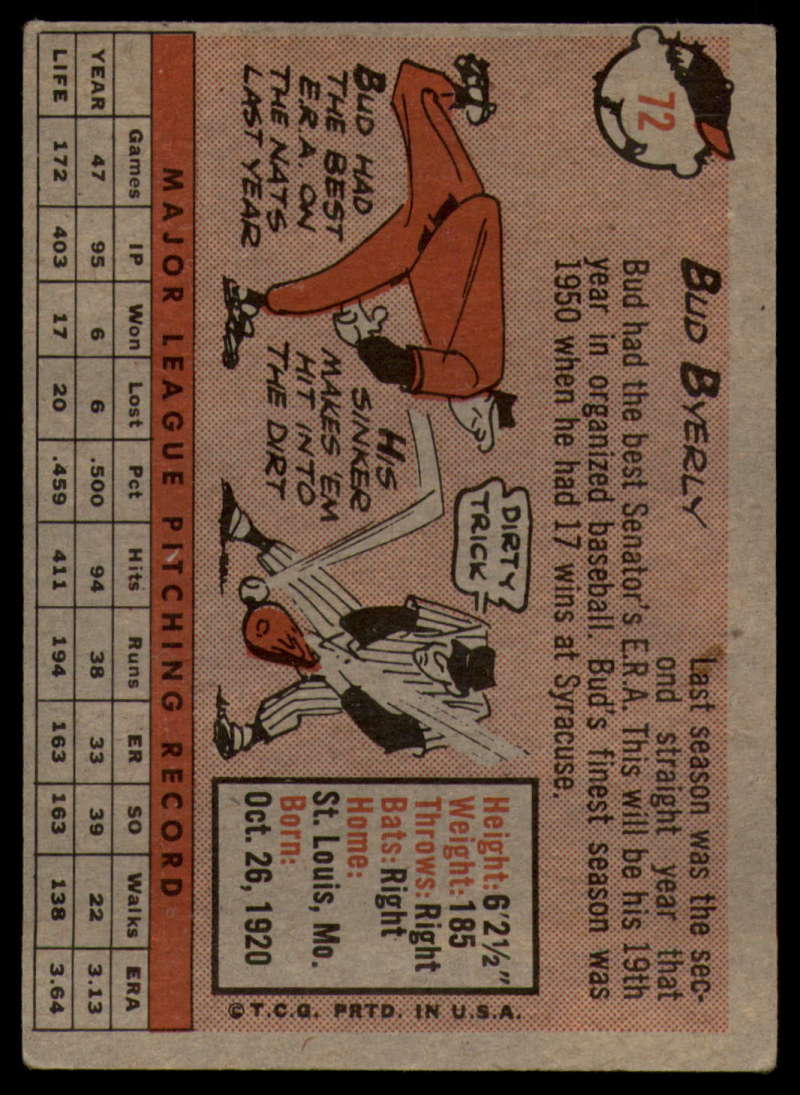 72
BUD BYERLY
Last season was the sec-
ond straight year that
Bud had the best Senator's E.R.A. This will be his 19th
year in organized baseball. Bud's finest season was
1950 when he had 17 wins at Syracuse.
BUD HAD
THE BEST
E.R.A. ON
THE NATS
LAST YEAR
HIS
SINKER
MAKES 'EM
HIT INTO
THE DIRT
DIRTY
TRICK
Height: 6'2½"
Weight: 185
Throws: Right
Bats: Right
Home:
St. Louis, Mo.
Born:
Oct. 26, 1920
© T.C.G. PRTD. IN U.S.A.
MAJOR LEAGUE PITCHING RECORD
Games IP Won Lost Pct Hits Runs ER SO Walks ERA
YEAR 47 95 6 6 .500 94 38 33 39 22 3.13
LIFE 172 403 17 20 .459 411 194 163 163 138 3.64